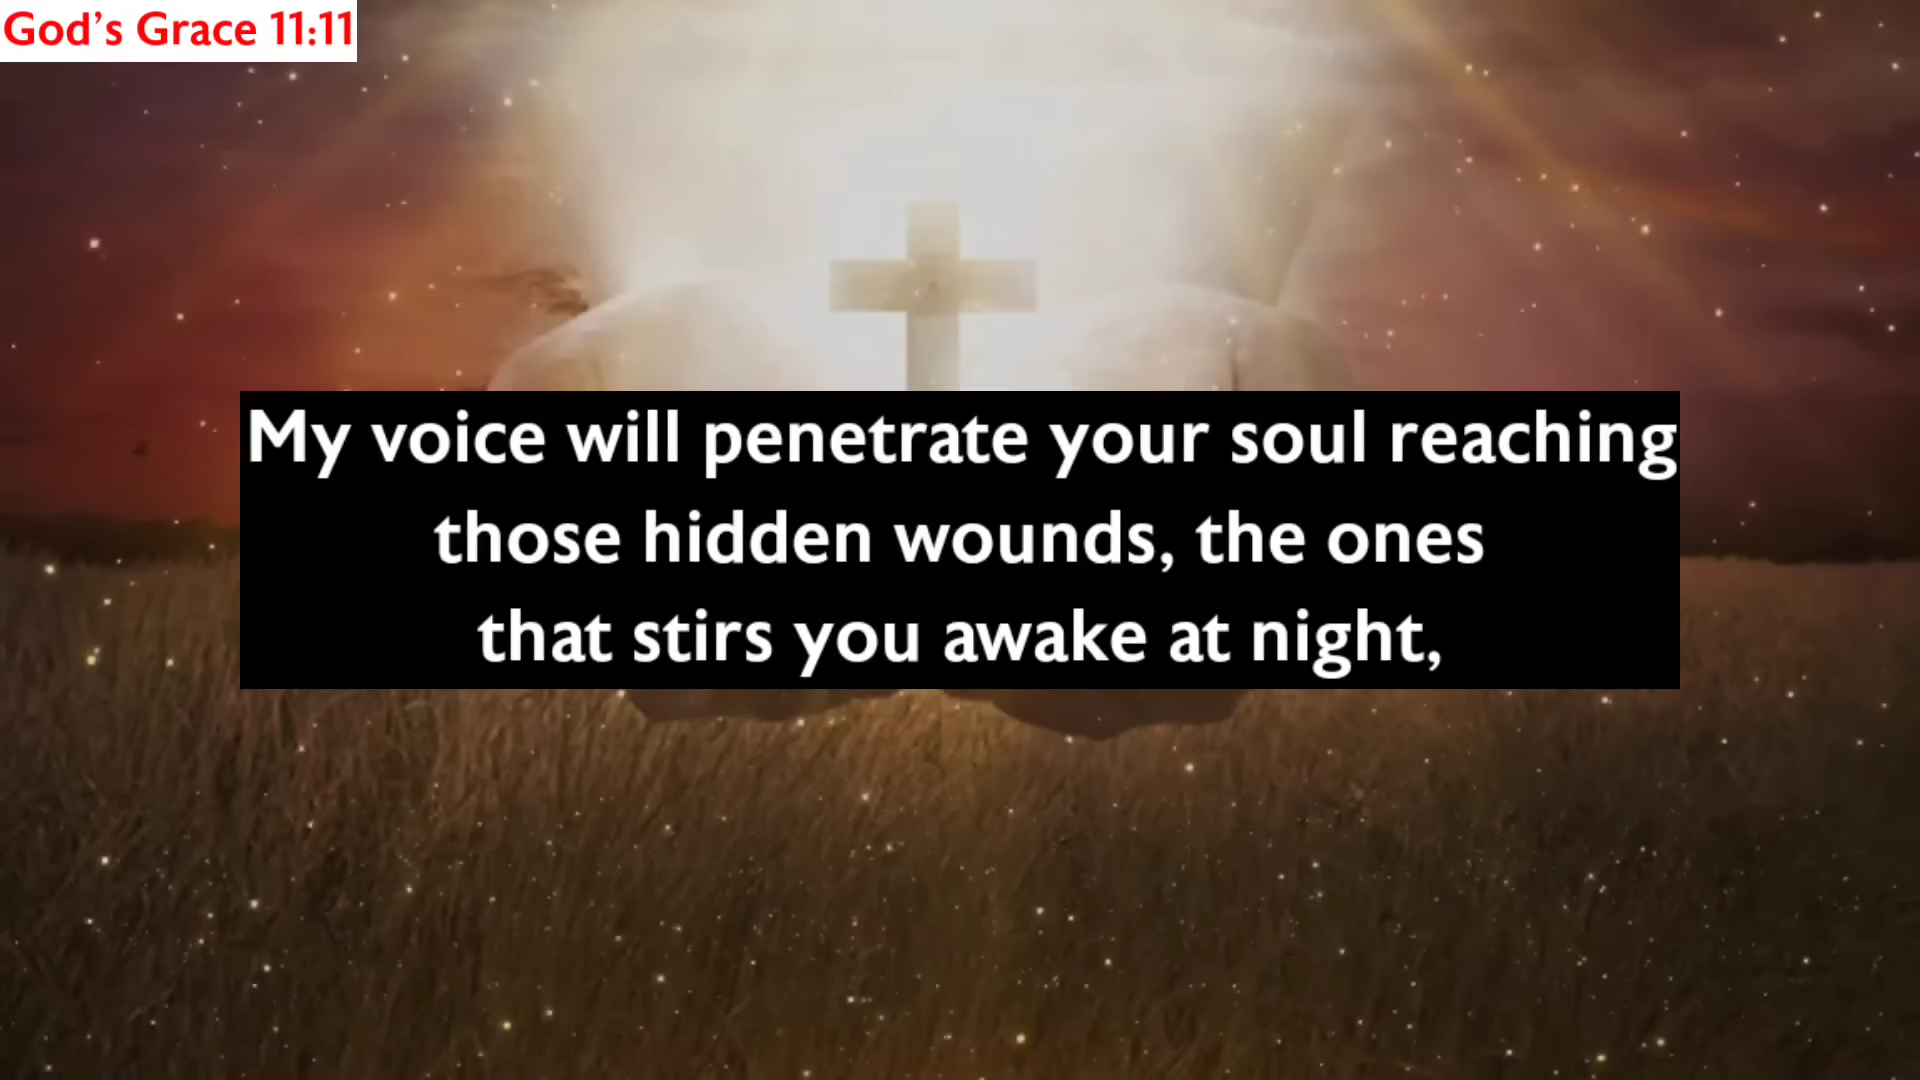 God’s Grace 11:11
My voice will penetrate your soul reaching
those hidden wounds, the ones
that stirs you awake at night,